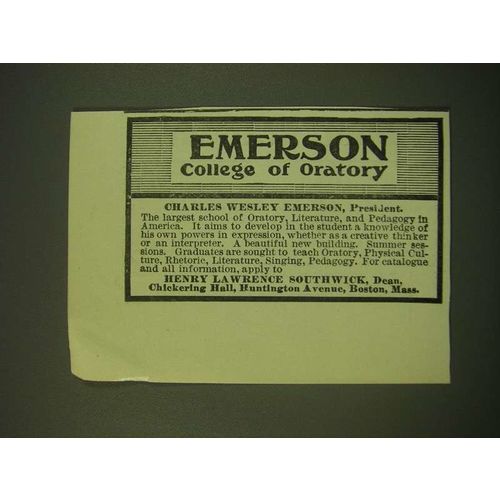 EMERSON
College of Oratory
CHARLES WESLEY EMERSON, President.
The largest school of Oratory, Literature, and Pedagogy in
America. It aims to develop in the student a knowledge of
his own powers in expression, whether as a creative thinker
or an interpreter. A beautiful new building. Summer ses-
sions. Graduates are sought to teach Oratory, Physical Cul-
ture, Rhetoric, Literature, Singing, Pedagogy. For catalogue
and all information, apply to
HENRY LAWRENCE SOUTHWICK, Dean,
Chickering Hall, Huntington Avenue, Boston, Mass.